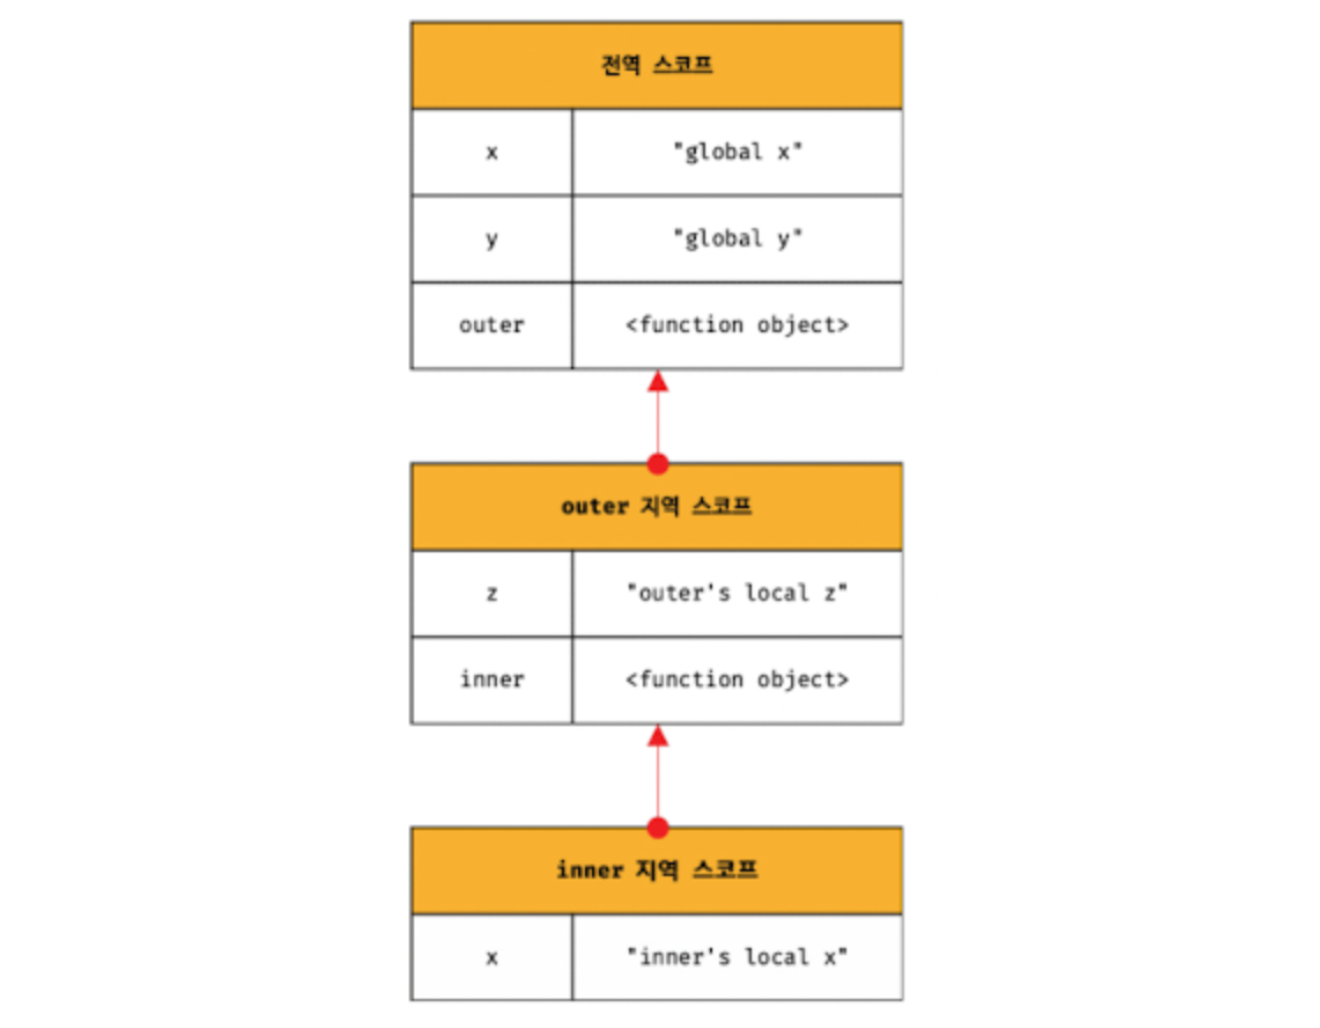 전역 스코프
x "global x"
y "global y"
outer <function object>
outer 지역 스코프
z "outer's local z"
inner <function object>
inner 지역 스코프
x "inner's local x"